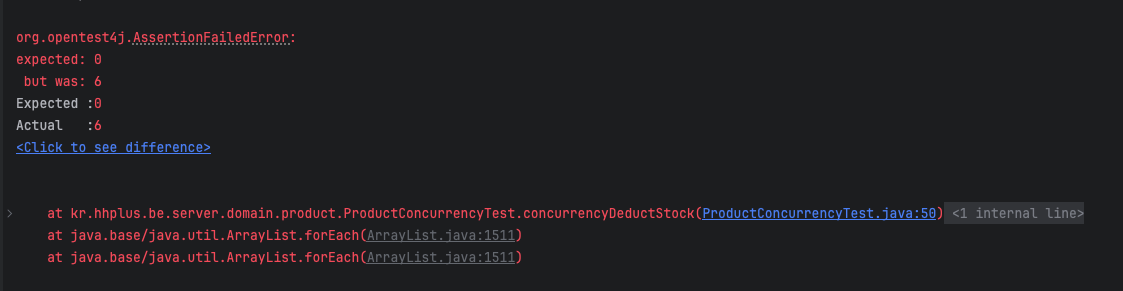 org.opentest4j.AssertionFailedError:
expected: 0
 but was: 6
Expected :0
Actual   :6
<Click to see difference>
    at kr.hhplus.be.server.domain.product.ProductConcurrencyTest.concurrencyDeductStock(ProductConcurrencyTest.java:50) <1 internal line>
    at java.base/java.util.ArrayList.forEach(ArrayList.java:1511)
    at java.base/java.util.ArrayList.forEach(ArrayList.java:1511)